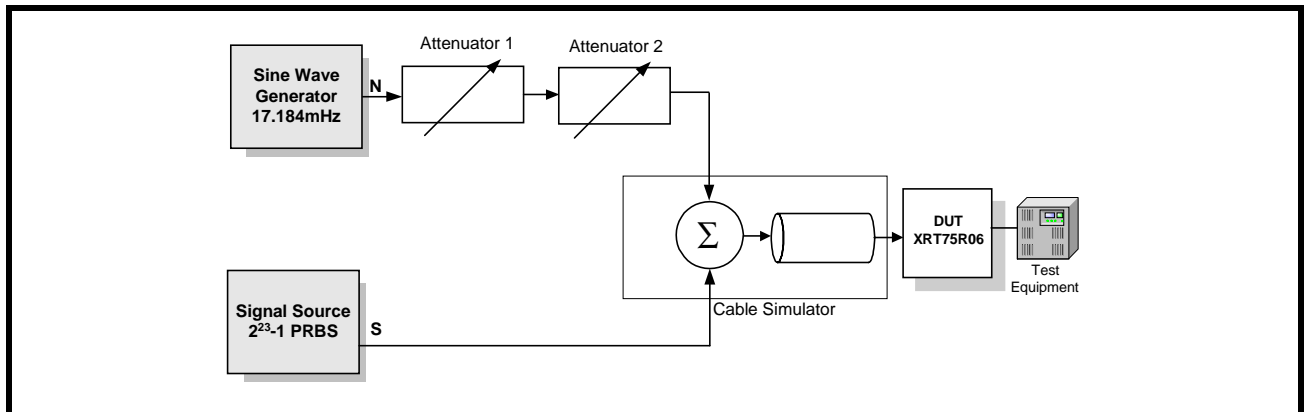 Attenuator 1
Attenuator 2
Sine Wave
Generator
17.184mHz
N
Σ
DUT
XRT75R06
Test
Equipment
Cable Simulator
Signal Source
2²³-1 PRBS
S